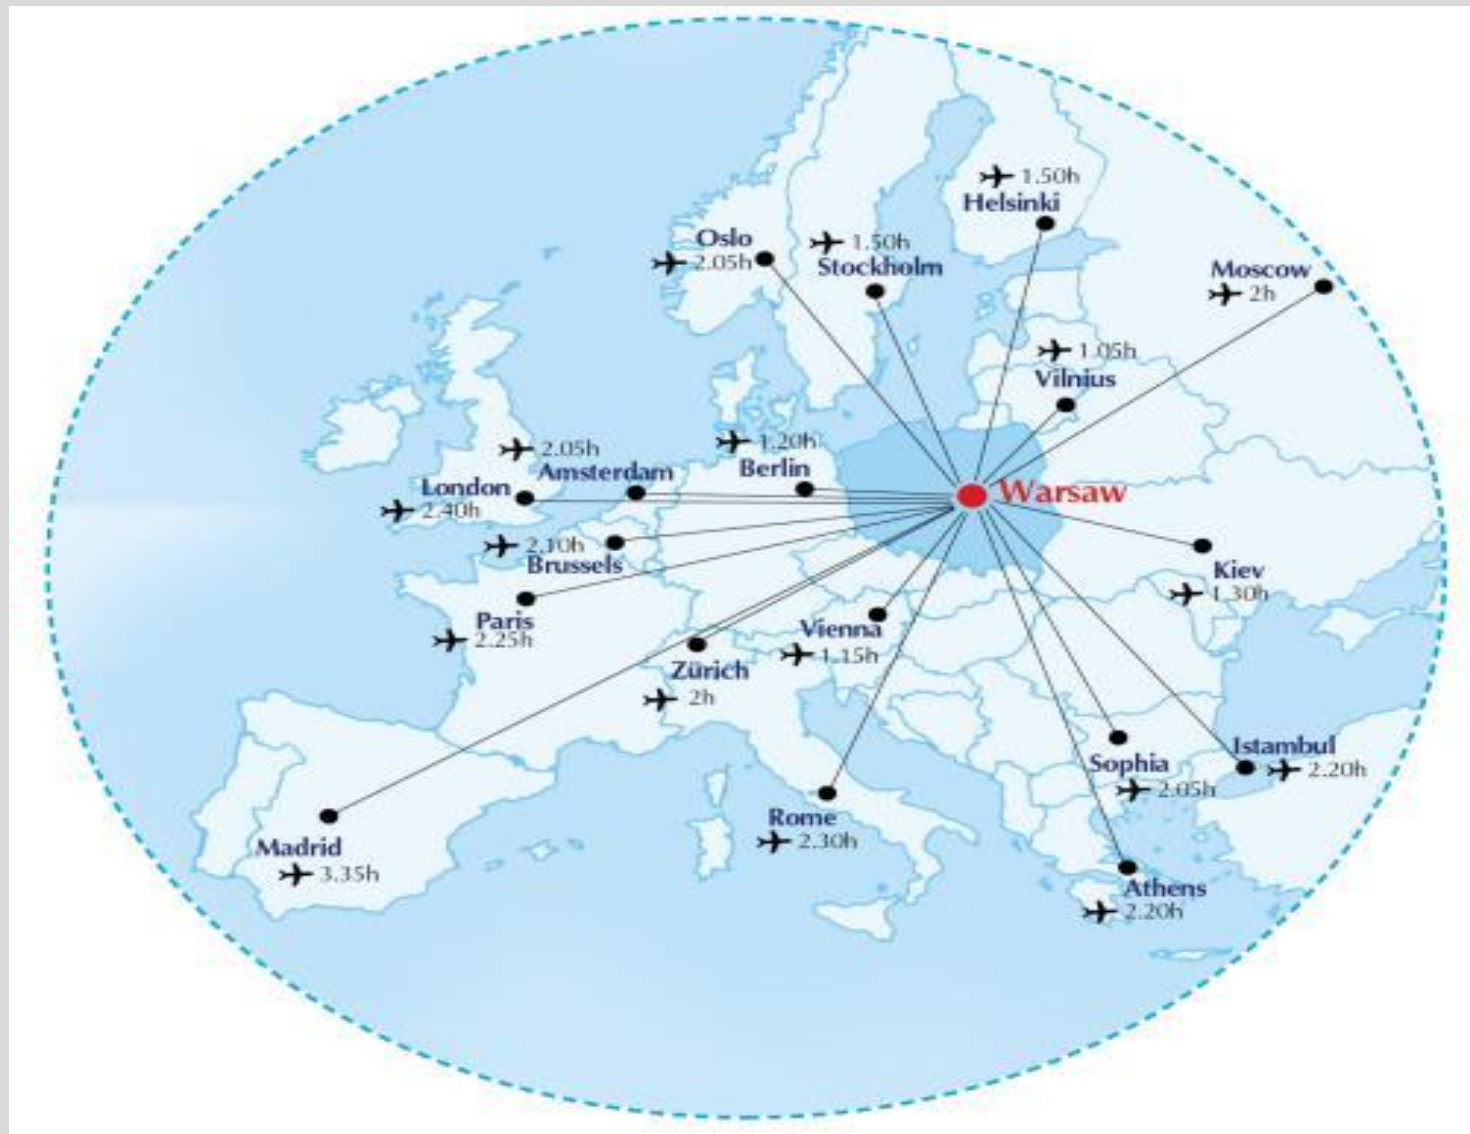 1.50h
Helsinki
Oslo
2.05h
1.50h
Stockholm
Moscow
2h
1.05h
Vilnius
2.05h
Amsterdam
1.20h
Berlin
London
2.40h
Warsaw
2.10h
Brussels
Kiev
1.30h
Paris
2.25h
Vienna
1.15h
Zürich
2h
Sophia
2.05h
Istambul
2.20h
Rome
2.30h
Madrid
3.35h
Athens
2.20h